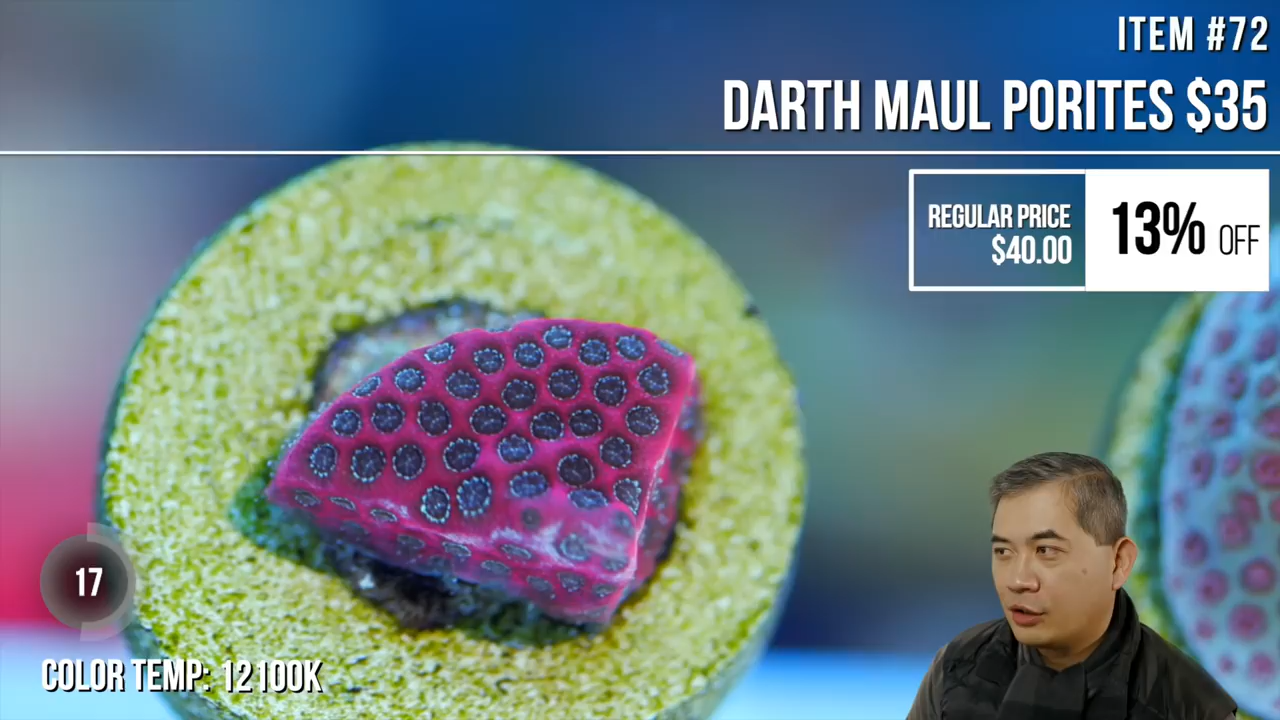 ITEM #72
DARTH MAUL PORITES $35
REGULAR PRICE
$40.00
13% OFF
17
COLOR TEMP: 12100K